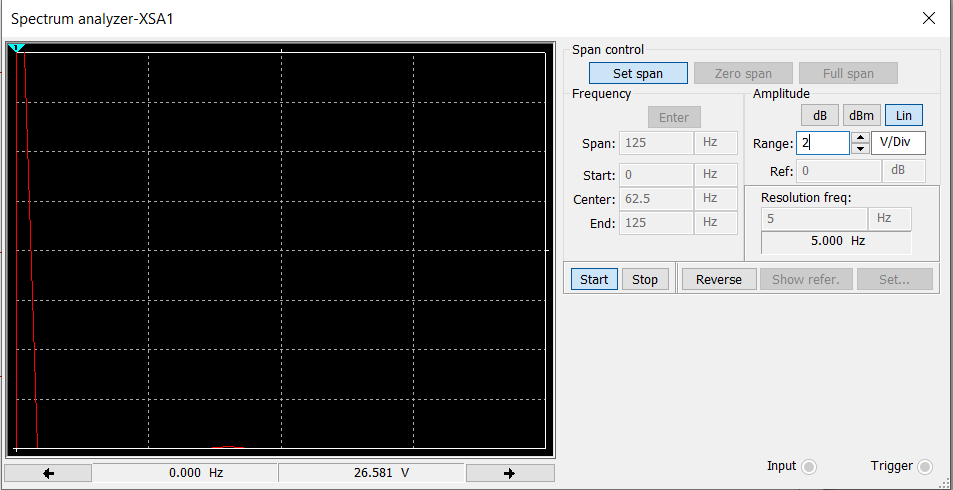 Spectrum analyzer-XSA1
1
Span control
Set span
Zero span
Full span
Frequency
Enter
Span: 125 Hz
Start: 0 Hz
Center: 62.5 Hz
End: 125 Hz
Amplitude
dB dBm Lin
Range: 2 V/Div
Ref: 0 dB
Resolution freq:
5 Hz
5.000 Hz
Start Stop Reverse Show refer. Set...
0.000 Hz 26.581 V
Input Trigger